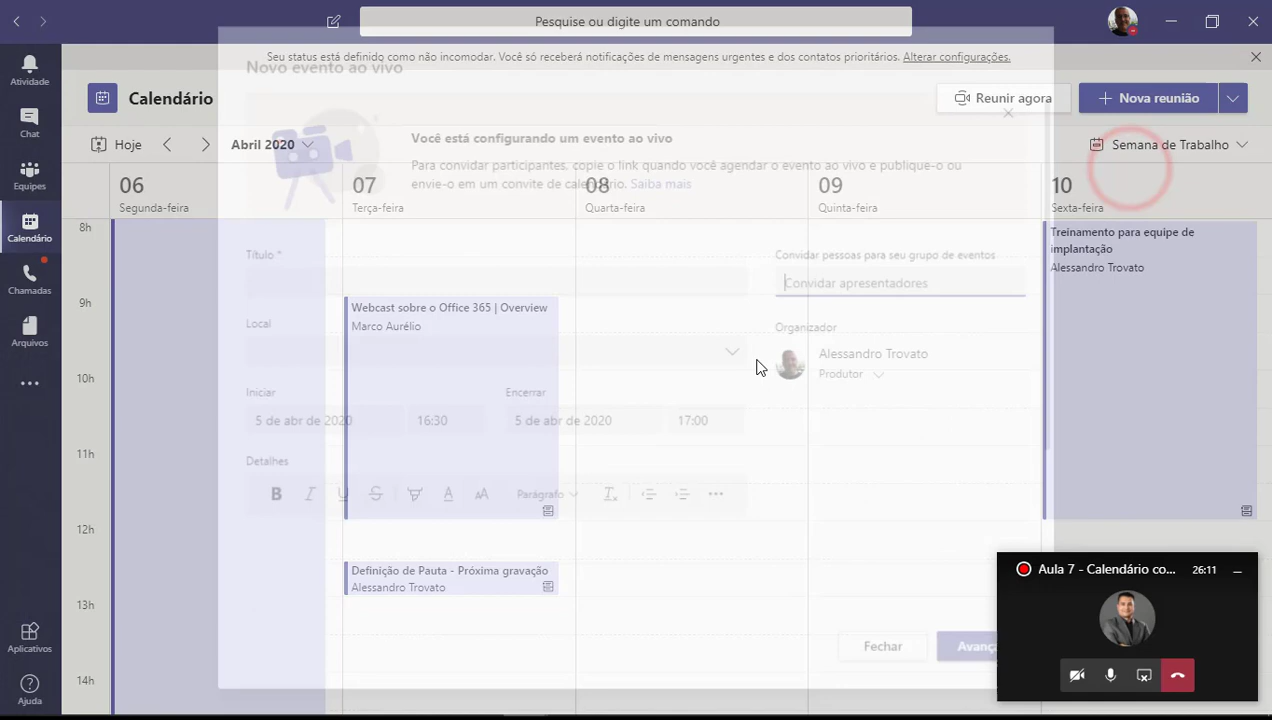 Pesquise ou digite um comando
Seu status está definido como não incomodar. Você só receberá notificações de mensagens urgentes e dos contatos prioritários. Alterar configurações.
Novo evento ao vivo
Atividade
Chat
Equipes
Calendário
Chamadas
Arquivos
Aplicativos
Ajuda
Calendário
Reunir agora
Nova reunião
Hoje
Abril 2020
Semana de Trabalho
Você está configurando um evento ao vivo
Para convidar participantes, copie o link quando você agendar o evento ao vivo e publique-o ou
envie-o em um convite de calendário. Saiba mais
06
Segunda-feira
07
Terça-feira
08
Quarta-feira
09
Quinta-feira
10
Sexta-feira
8h
9h
10h
11h
12h
13h
14h
Treinamento para equipe de
implantação
Alessandro Trovato
Título *
Convidar pessoas para seu grupo de eventos
Convidar apresentadores
Webcast sobre o Office 365 | Overview
Marco Aurélio
Local
Organizador
Alessandro Trovato
Produtor
Iniciar
Encerrar
5 de abr de 2020
16:30
5 de abr de 2020
17:00
Detalhes
B I U S A AA Parágrafo
Definição de Pauta - Próxima gravação
Alessandro Trovato
Fechar
Avanç
Aula 7 - Calendário co...
26:11